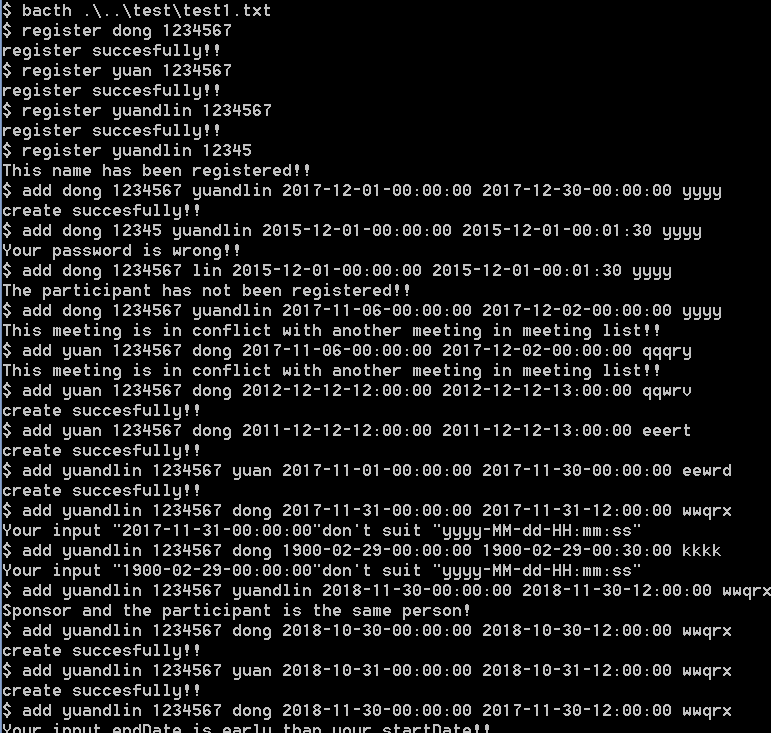 $ bacth .\..\test\test1.txt
$ register dong 1234567
register succesfully!!
$ register yuan 1234567
register succesfully!!
$ register yuandlin 1234567
register succesfully!!
$ register yuandlin 12345
This name has been registered!!
$ add dong 1234567 yuandlin 2017-12-01-00:00:00 2017-12-30-00:00:00 yyyy
create succesfully!!
$ add dong 12345 yuandlin 2015-12-01-00:00:00 2015-12-01-00:01:30 yyyy
Your password is wrong!!
$ add dong 1234567 lin 2015-12-01-00:00:00 2015-12-01-00:01:30 yyyy
The participant has not been registered!!
$ add dong 1234567 yuandlin 2017-11-06-00:00:00 2017-12-02-00:00:00 yyyy
This meeting is in conflict with another meeting in meeting list!!
$ add yuan 1234567 dong 2017-11-06-00:00:00 2017-12-02-00:00:00 qqqry
This meeting is in conflict with another meeting in meeting list!!
$ add yuan 1234567 dong 2012-12-12-12:00:00 2012-12-12-13:00:00 qqwrv
create succesfully!!
$ add yuan 1234567 dong 2011-12-12-12:00:00 2011-12-12-13:00:00 eeert
create succesfully!!
$ add yuandlin 1234567 yuan 2017-11-01-00:00:00 2017-11-30-00:00:00 eewrd
create succesfully!!
$ add yuandlin 1234567 dong 2017-11-31-00:00:00 2017-11-31-12:00:00 wwqrx
Your input "2017-11-31-00:00:00"don't suit "yyyy-MM-dd-HH:mm:ss"
$ add yuandlin 1234567 dong 1900-02-29-00:00:00 1900-02-29-00:30:00 kkkk
Your input "1900-02-29-00:00:00"don't suit "yyyy-MM-dd-HH:mm:ss"
$ add yuandlin 1234567 yuandlin 2018-11-30-00:00:00 2018-11-30-12:00:00 wwqrx
Sponsor and the participant is the same person!
$ add yuandlin 1234567 dong 2018-10-30-00:00:00 2018-10-30-12:00:00 wwqrx
create succesfully!!
$ add yuandlin 1234567 yuan 2018-10-31-00:00:00 2018-10-31-12:00:00 wwqrx
create succesfully!!
$ add yuandlin 1234567 dong 2018-11-30-00:00:00 2017-11-30-12:00:00 wwqrx
Your input endDate is early than your startDate!!